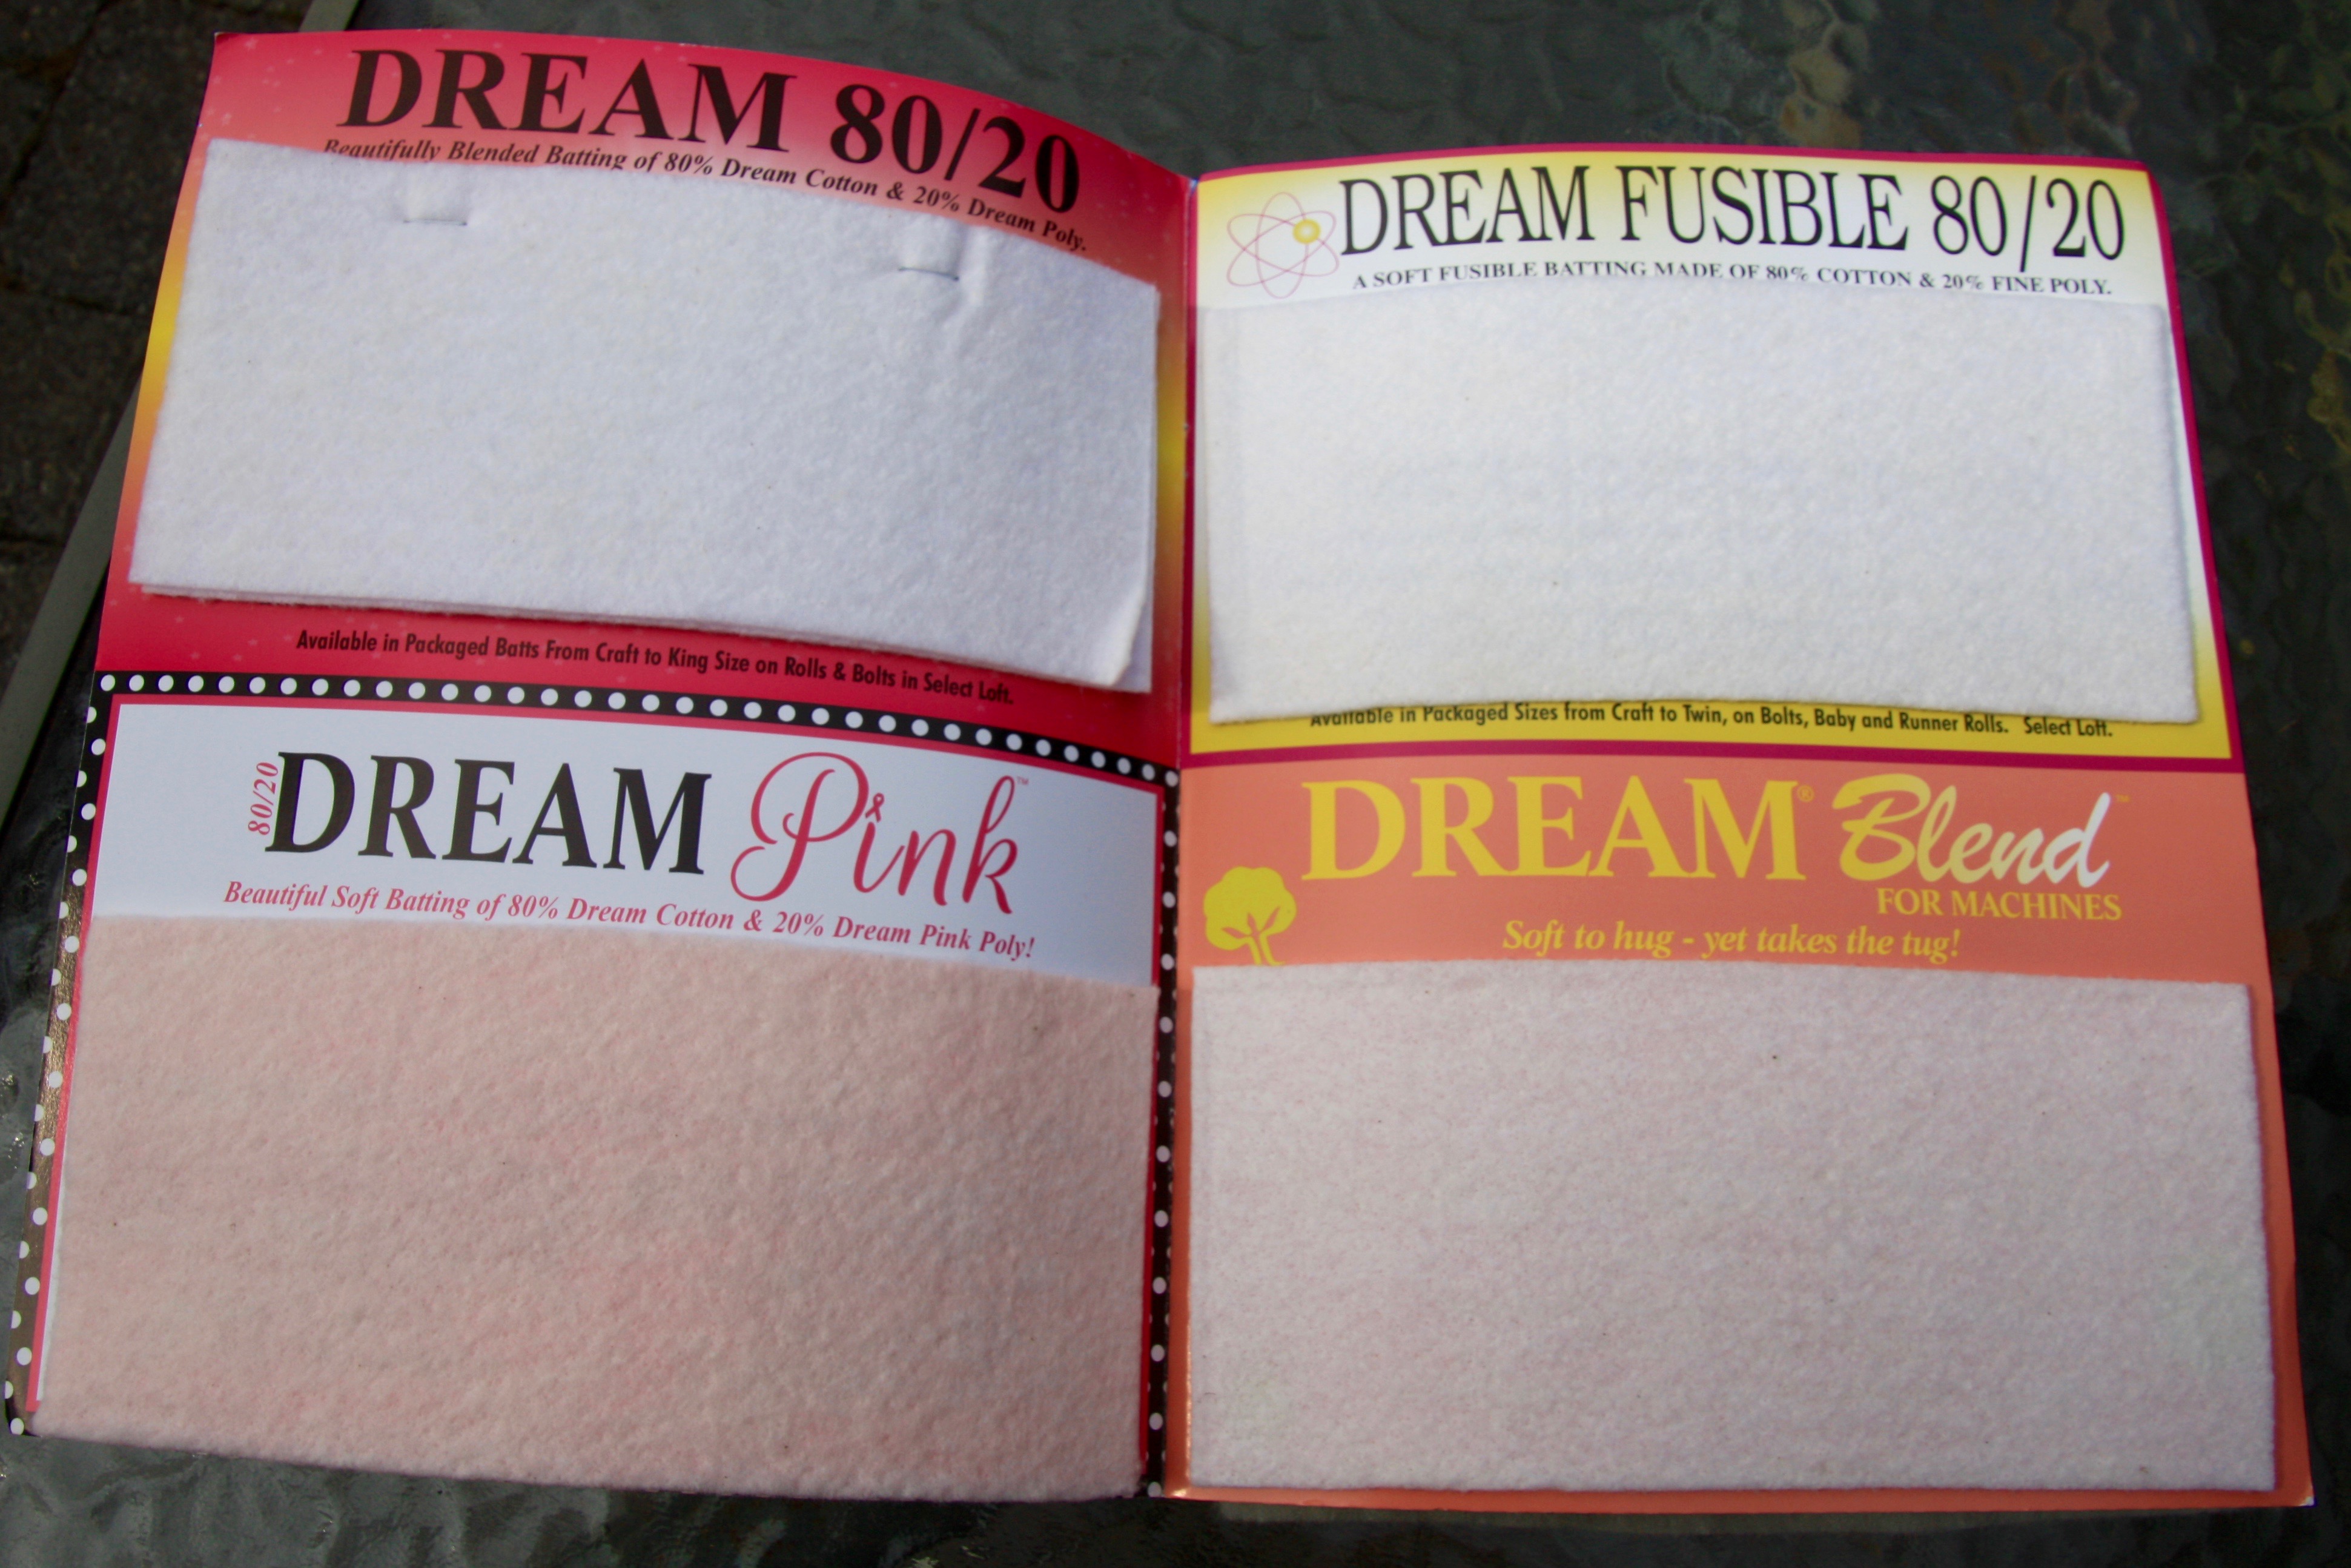 DREAM 80/20
Beautifully Blended Batting of 80% Dream Cotton & 20% Dream Poly.
Available in Packaged Batts From Craft to King Size on Rolls & Bolts in Select Loft.
80/20 DREAM Pink™
Beautiful Soft Batting of 80% Dream Cotton & 20% Dream Pink Poly!
DREAM FUSIBLE 80/20
A SOFT FUSIBLE BATTING MADE OF 80% COTTON & 20% FINE POLY.
Available in Packaged Sizes from Craft to Twin, on Bolts, Baby and Runner Rolls. Select Loft.
DREAM® Blend™
FOR MACHINES
Soft to hug - yet takes the tug!